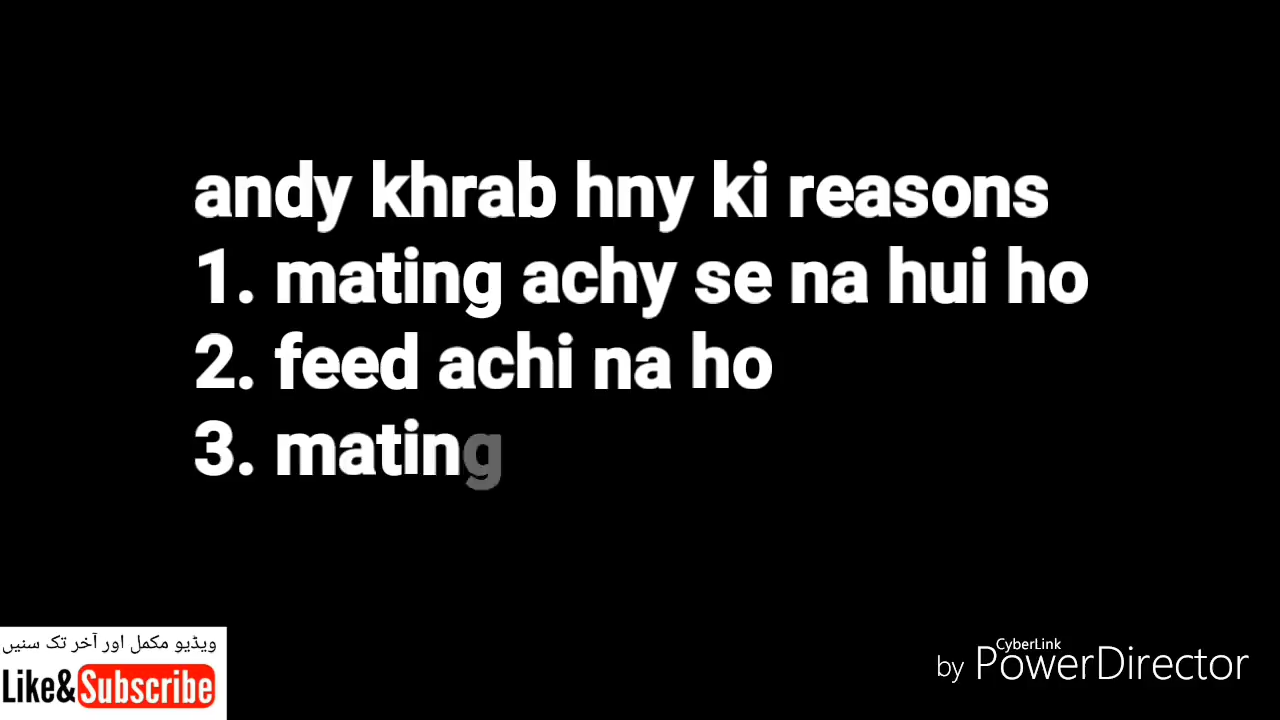 andy khrab hny ki reasons
1. mating achy se na hui ho
2. feed achi na ho
3. mating
ویڈیو مکمل اور آخر تک سنیں
Like&Subscribe
CyberLink
by PowerDirector